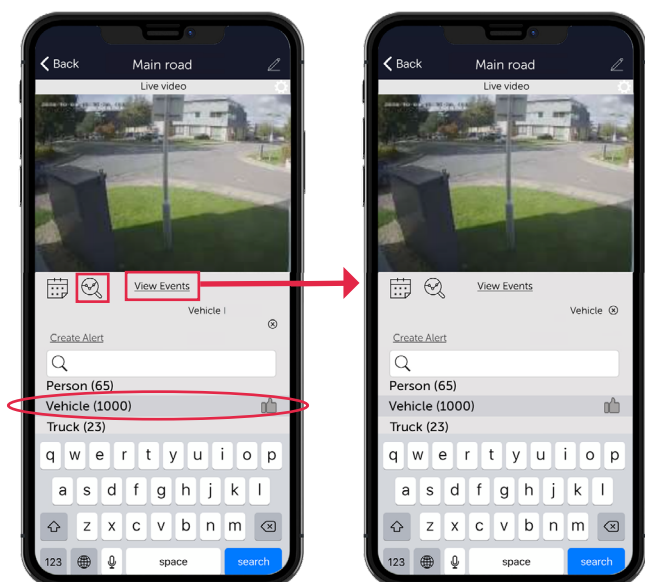 Back Main road
Live video
View Events
Vehicle
Create Alert
Person (65)
Vehicle (1000)
Truck (23)
q w e r t y u i o p
a s d f g h j k l
z x c v b n m
123 space search
Back Main road
Live video
View Events
Vehicle
Create Alert
Person (65)
Vehicle (1000)
Truck (23)
q w e r t y u i o p
a s d f g h j k l
z x c v b n m
123 space search